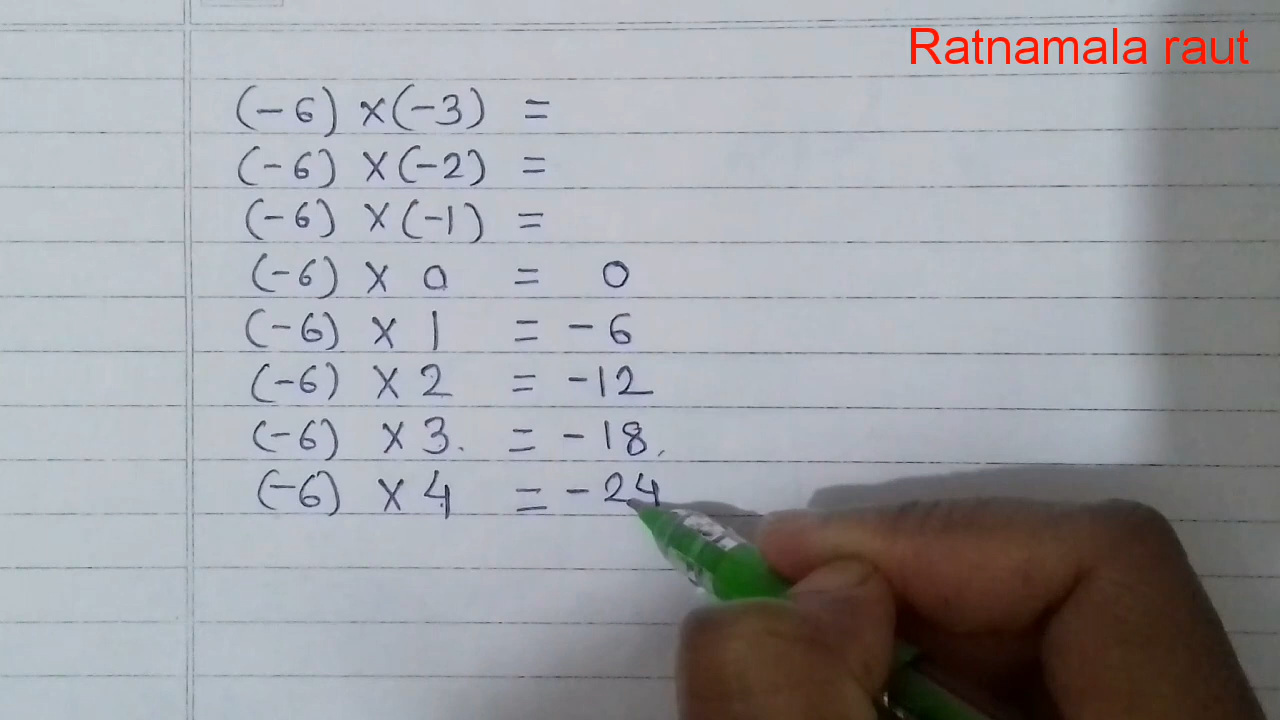 Ratnamala raut
(-6) ×(-3) =
(-6) ×(-2) =
(-6) ×(-1) =
(-6) × 0 = 0
(-6) × 1 = -6
(-6) × 2 = -12
(-6) × 3. = -18.
(-6) × 4 = -24